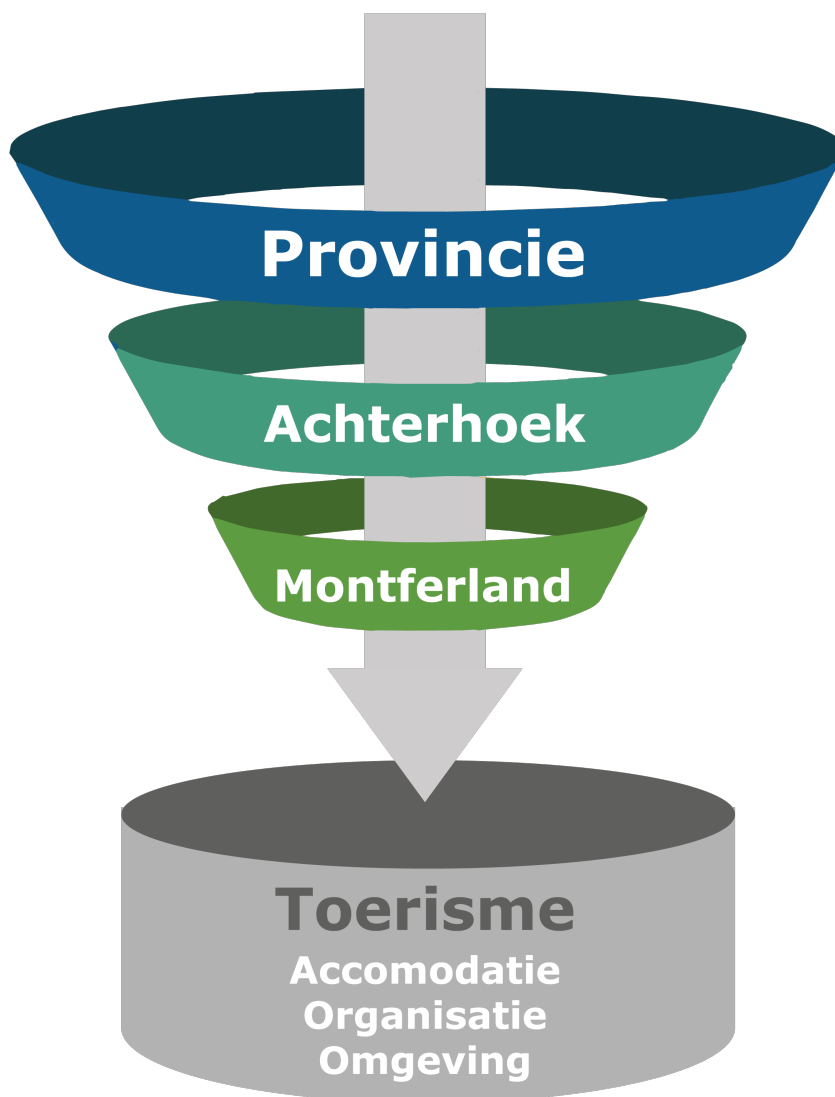 Provincie
Achterhoek
Montferland
Toerisme
Accomodatie
Organisatie
Omgeving